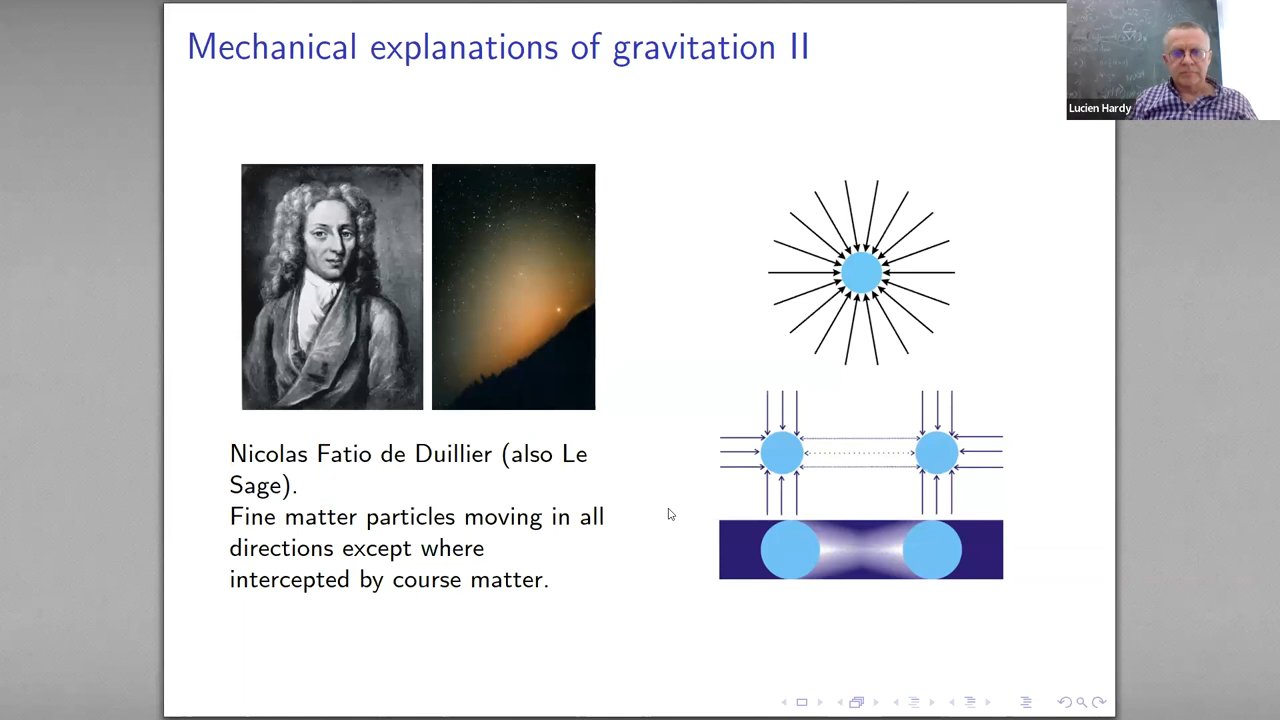 Mechanical explanations of gravitation II
Lucien Hardy
Nicolas Fatio de Duillier (also Le
Sage).
Fine matter particles moving in all
directions except where
intercepted by course matter.